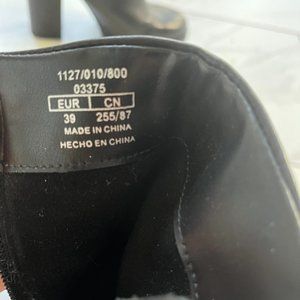 1127/010/800
03375
EUR CN
39 255/87
MADE IN CHINA
HECHO EN CHINA